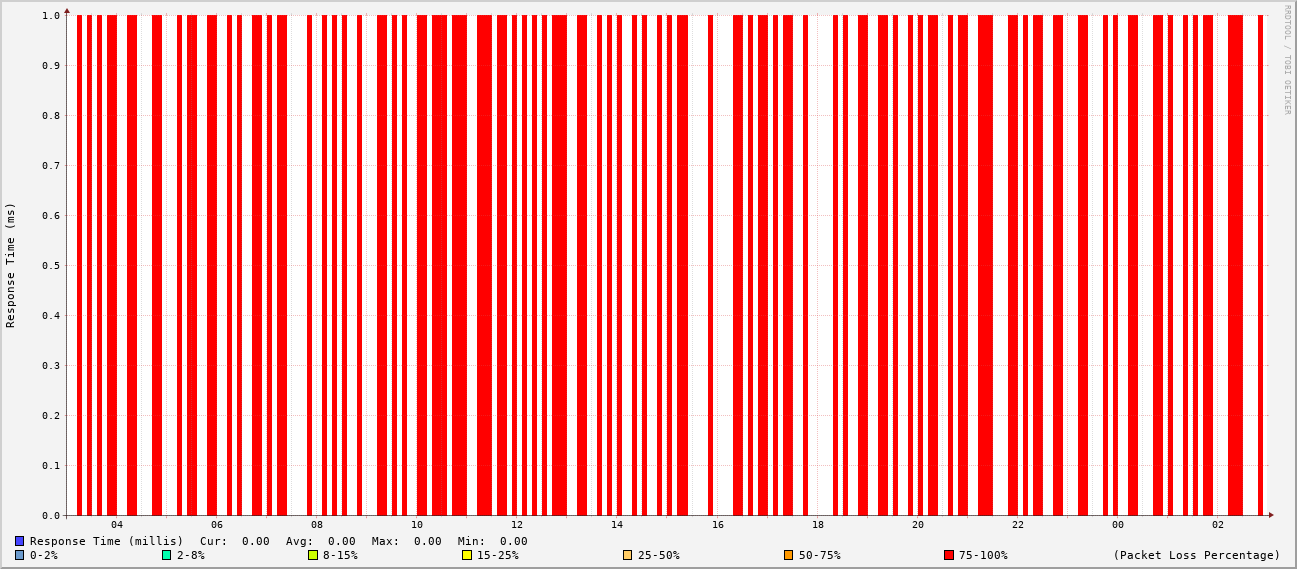 RRDTOOL / TOBI OETIKER
Response Time (ms)
1.0
0.9
0.8
0.7
0.6
0.5
0.4
0.3
0.2
0.1
0.0
04 06 08 10 12 14 16 18 20 22 00 02
Response Time (millis) Cur: 0.00 Avg: 0.00 Max: 0.00 Min: 0.00
0-2% 2-8% 8-15% 15-25% 25-50% 50-75% 75-100% (Packet Loss Percentage)